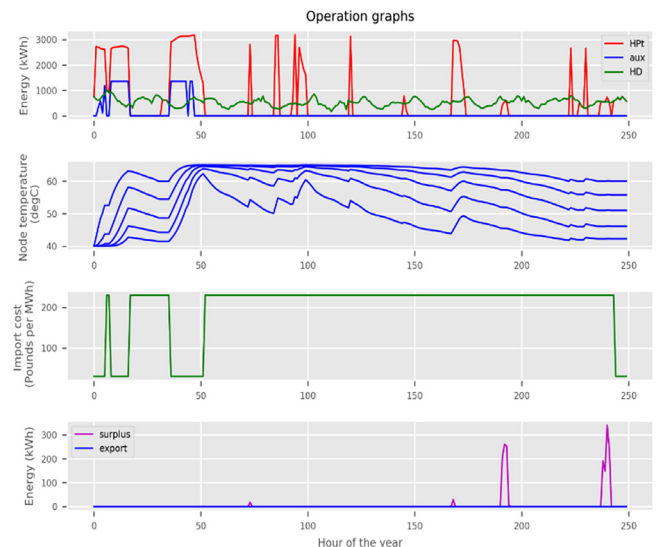 Operation graphs
Energy (kWh)
3000
2000
1000
0
HPt
aux
HD
0 50 100 150 200 250
Node temperature
(degC)
60
50
40
0 50 100 150 200 250
Import cost
(Pounds per MWh)
200
100
0 50 100 150 200 250
Energy (kWh)
300
200
100
0
surplus
export
0 50 100 150 200 250
Hour of the year